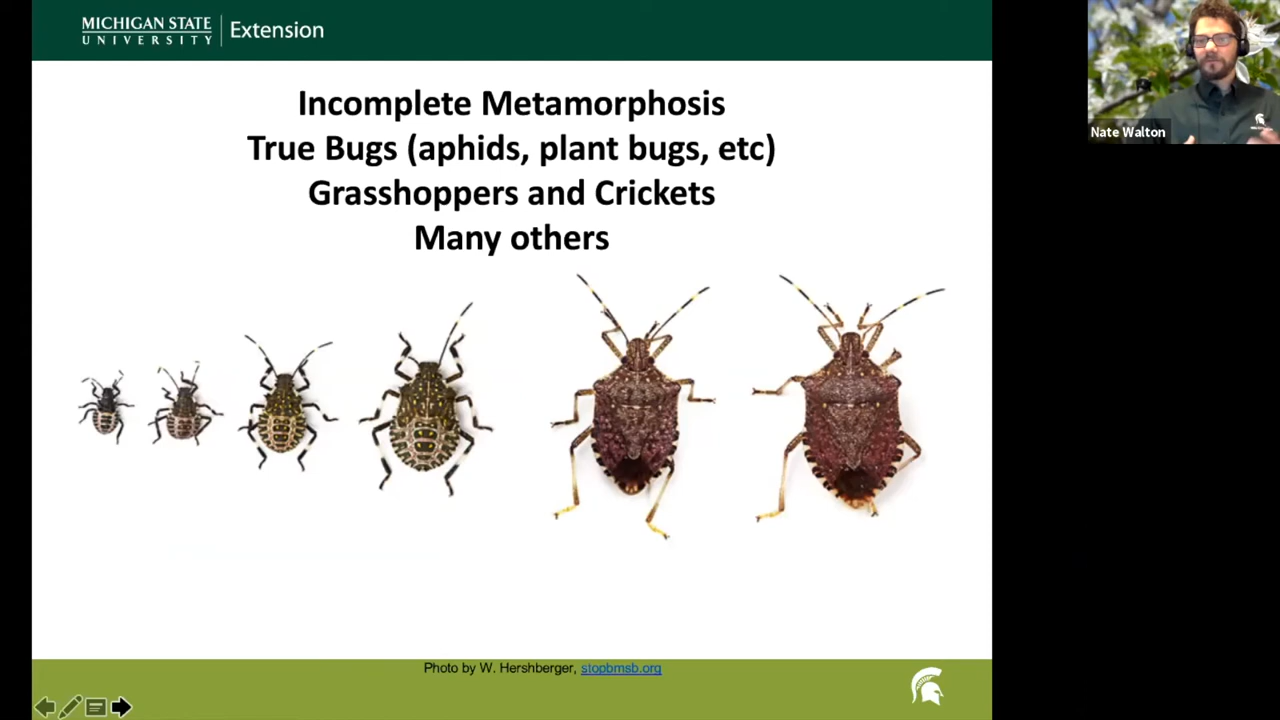 MICHIGAN STATE
UNIVERSITY
Extension
Incomplete Metamorphosis
True Bugs (aphids, plant bugs, etc)
Grasshoppers and Crickets
Many others
Nate Walton
Photo by W. Hershberger, stopbmsb.org